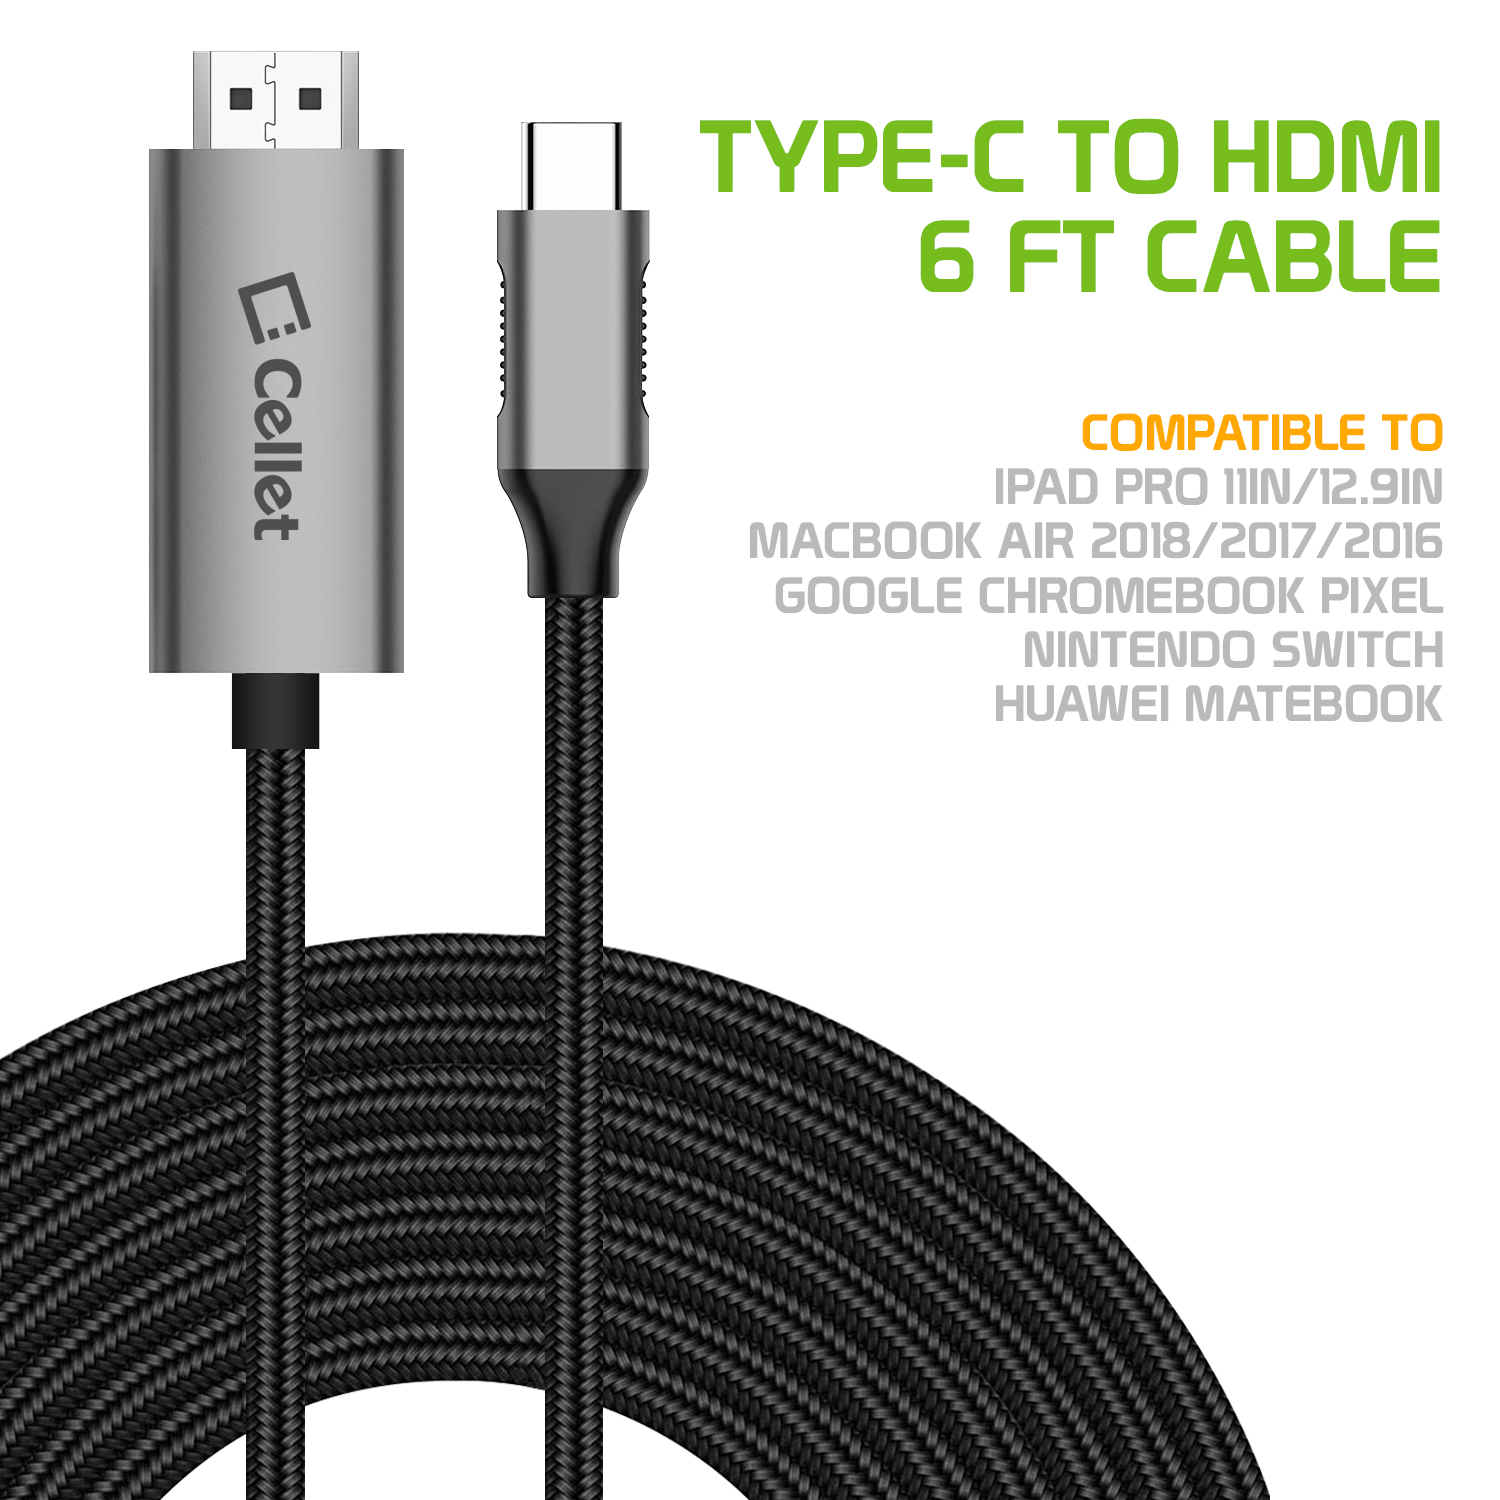 TYPE-C TO HDMI
6 FT CABLE
COMPATIBLE TO
IPAD PRO 11IN/12.9IN
MACBOOK AIR 2018/2017/2016
GOOGLE CHROMEBOOK PIXEL
NINTENDO SWITCH
HUAWEI MATEBOOK
Cellet